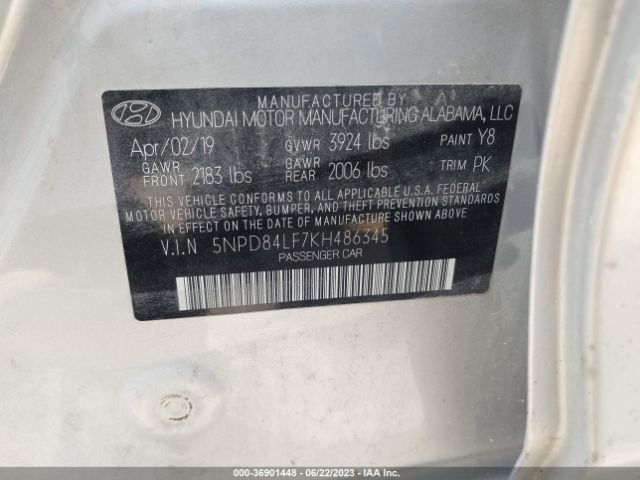 MANUFACTURED BY
HYUNDAI MOTOR MANUFACTURING ALABAMA, LLC
Apr/02/19 GVWR 3924 lbs PAINT Y8
GAWR FRONT 2183 lbs GAWR REAR 2006 lbs TRIM PK
THIS VEHICLE CONFORMS TO ALL APPLICABLE U.S.A. FEDERAL
MOTOR VEHICLE SAFETY, BUMPER, AND THEFT PREVENTION STANDARDS
IN EFFECT ON THE DATE OF MANUFACTURE SHOWN ABOVE.
V.I.N 5NPD84LF7KH486345
PASSENGER CAR
000-36901448 - 06/22/2023 - IAA Inc.